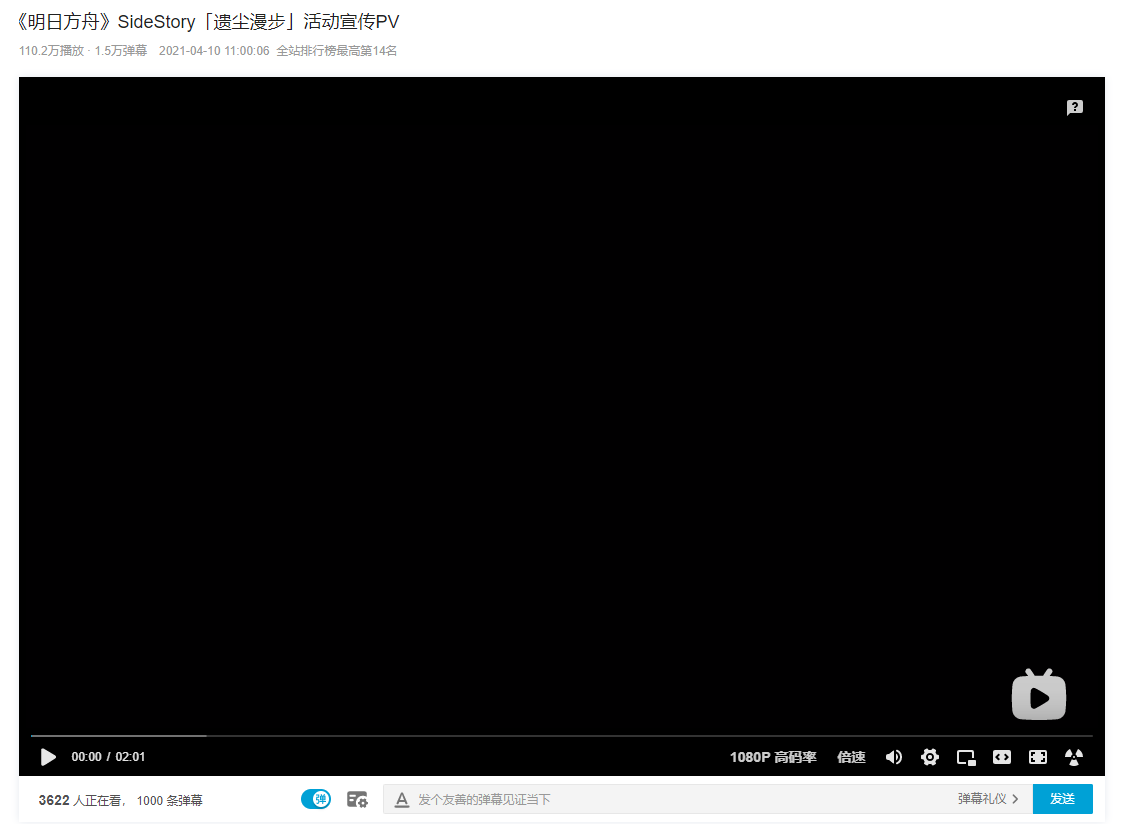 《明日方舟》SideStory「遗尘漫步」活动宣传PV
110.2万播放 · 1.5万弹幕 2021-04-10 11:00:06 全站排行榜最高第14名
?
00:00 / 02:01 1080P 高码率 倍速
3622 人正在看， 1000 条弹幕 弹 A 发个友善的弹幕见证当下 弹幕礼仪 > 发送